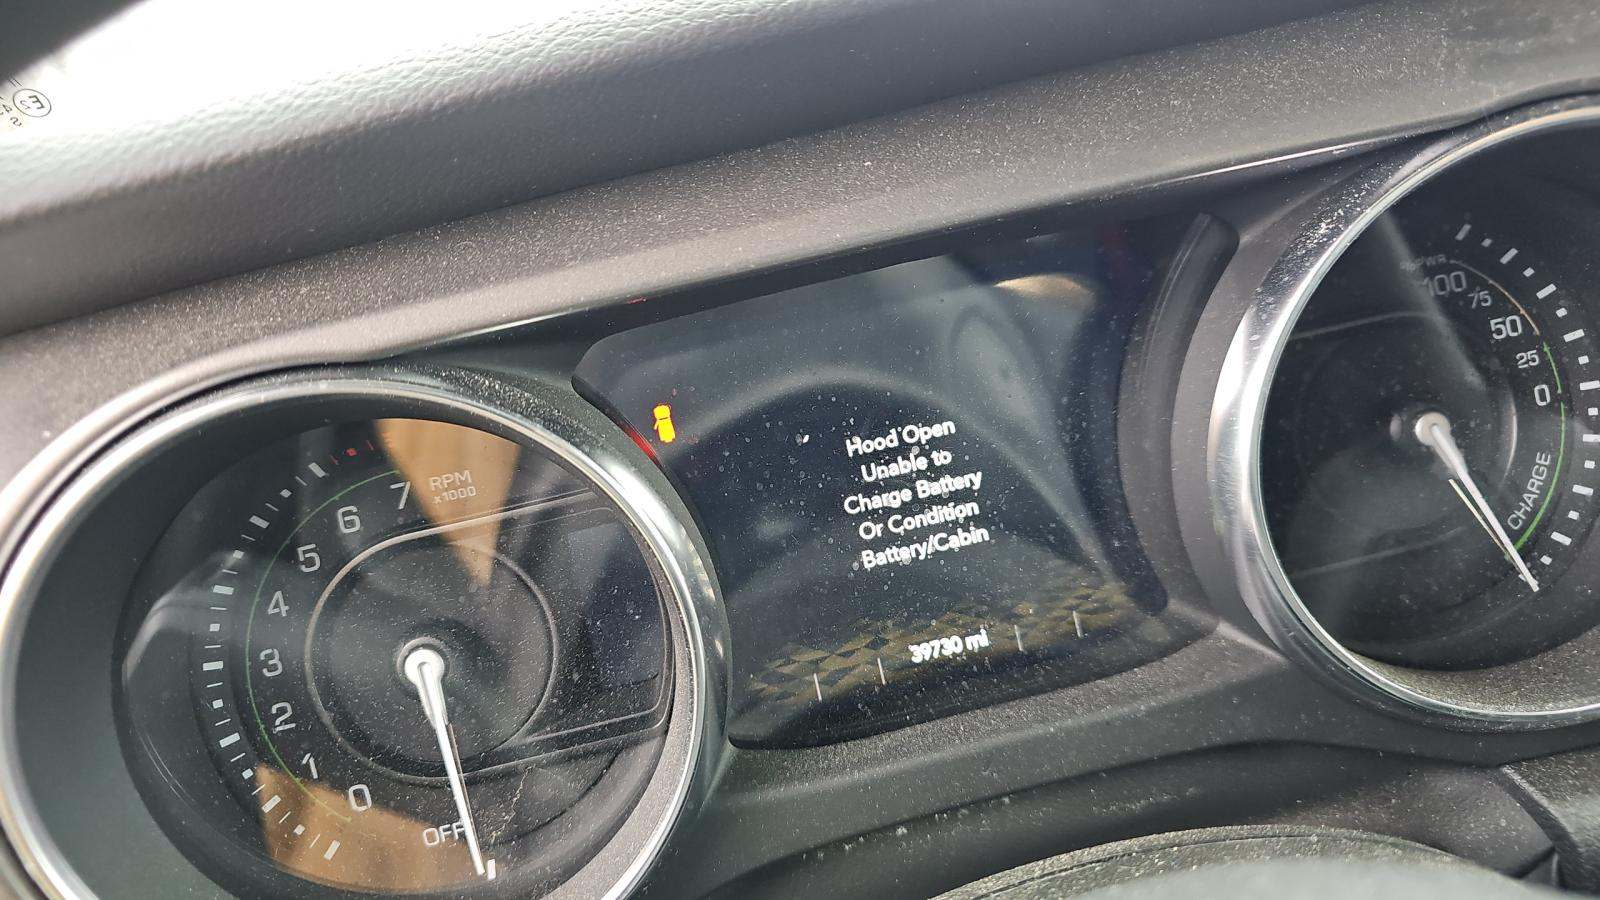 Hood Open
Unable to
Charge Battery
Or Condition
Battery/Cabin
39730 mi
RPM
x1000
7
6
5
4
3
2
1
0
OFF
100
75
50
25
0
CHARGE